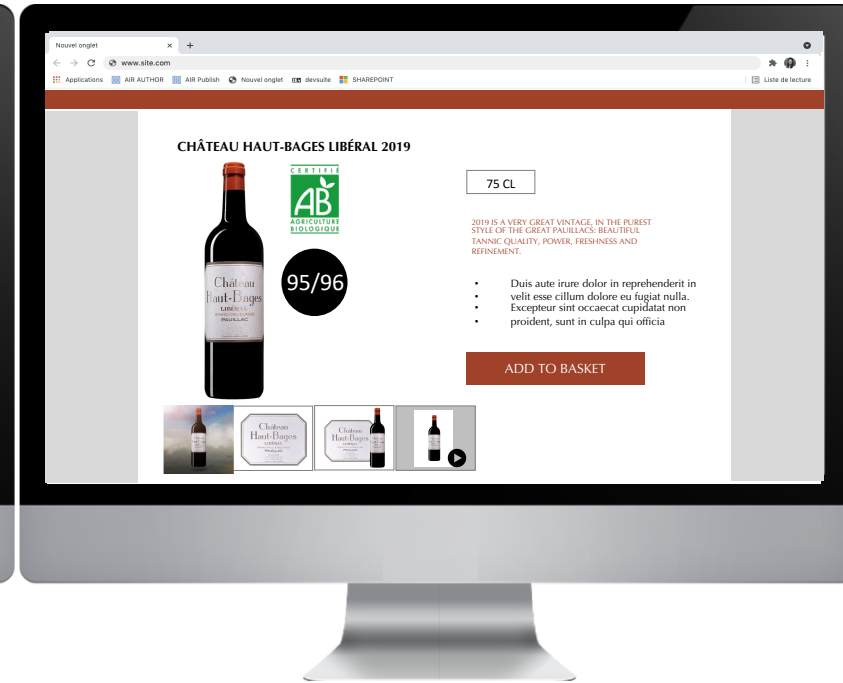 Nouvel onglet
www.site.com
Applications AIR AUTHOR AIR Publish Nouvel onglet devsuite SHAREPOINT Liste de lecture
CHÂTEAU HAUT-BAGES LIBÉRAL 2019
CERTIFIÉ
AB
AGRICULTURE
BIOLOGIQUE
95/96
Château
Haut-Bages
LIBÉRAL
PAUILLAC
75 CL
2019 IS A VERY GREAT VINTAGE, IN THE PUREST
STYLE OF THE GREAT PAUILLACS: BEAUTIFUL
TANNIC QUALITY, POWER, FRESHNESS AND
REFINEMENT.
• Duis aute irure dolor in reprehenderit in
• velit esse cillum dolore eu fugiat nulla.
• Excepteur sint occaecat cupidatat non
• proident, sunt in culpa qui officia
ADD TO BASKET
Château
Haut-Bages
LIBÉRAL
PAUILLAC
Château
Haut-Bages
LIBÉRAL
PAUILLAC